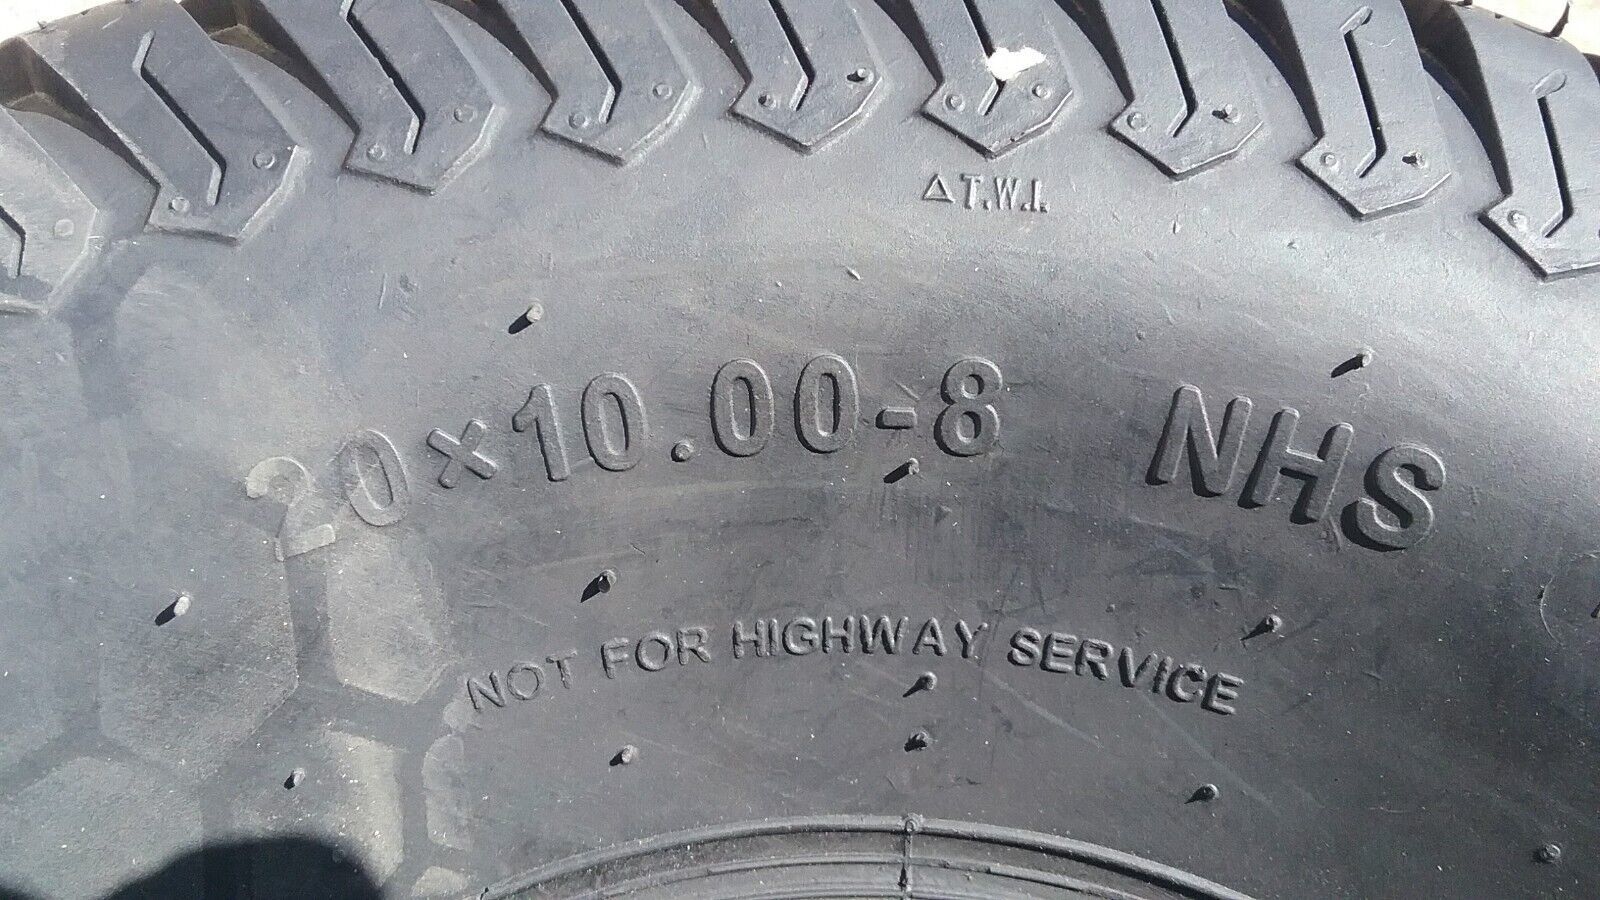 △ T.W.I.
20×10.00-8 NHS
NOT FOR HIGHWAY SERVICE